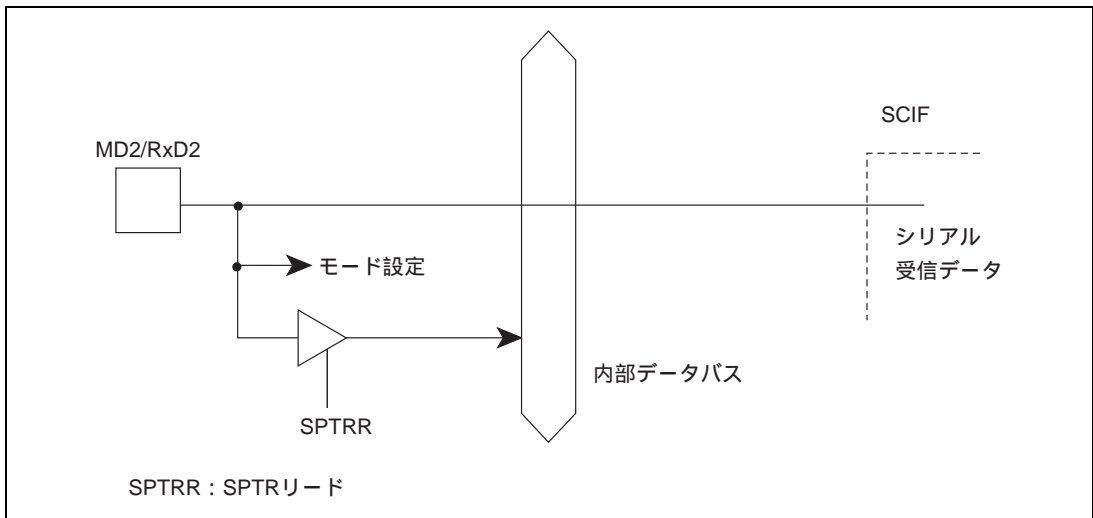 SCIF
MD2/RxD2
シリアル
受信データ
モード設定
内部データバス
SPTRR
SPTRR：SPTRリード